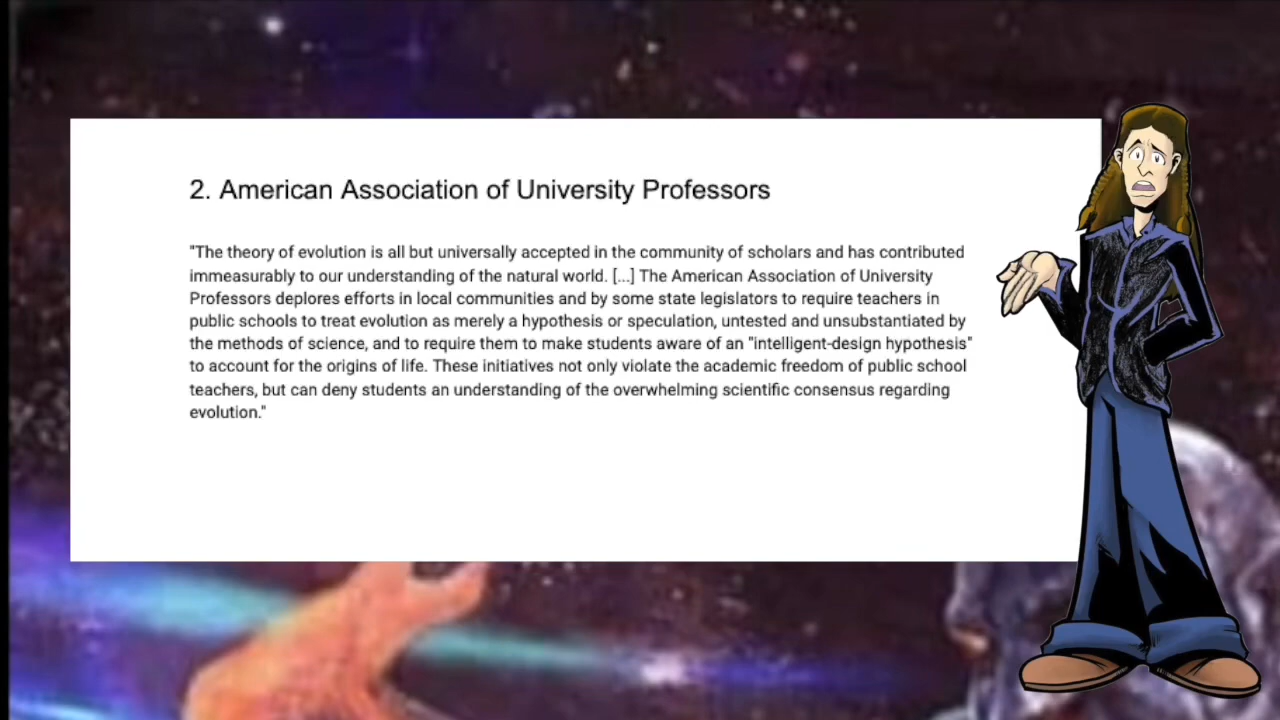 2. American Association of University Professors
"The theory of evolution is all but universally accepted in the community of scholars and has contributed
immeasurably to our understanding of the natural world. [...] The American Association of University
Professors deplores efforts in local communities and by some state legislators to require teachers in
public schools to treat evolution as merely a hypothesis or speculation, untested and unsubstantiated by
the methods of science, and to require them to make students aware of an "intelligent-design hypothesis"
to account for the origins of life. These initiatives not only violate the academic freedom of public school
teachers, but can deny students an understanding of the overwhelming scientific consensus regarding
evolution."